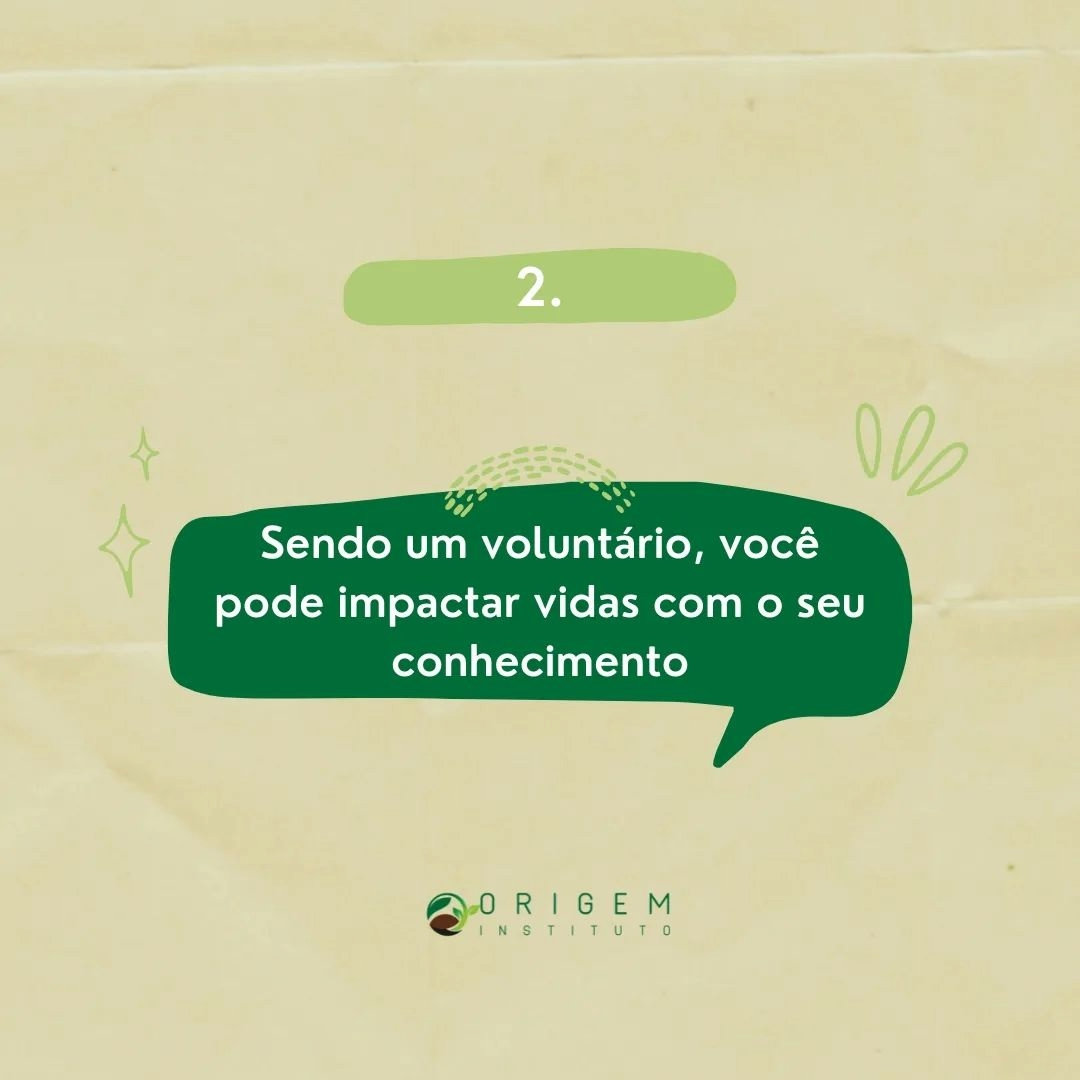 2.
Sendo um voluntário, você
pode impactar vidas com o seu
conhecimento
ORIGEM
INSTITUTO